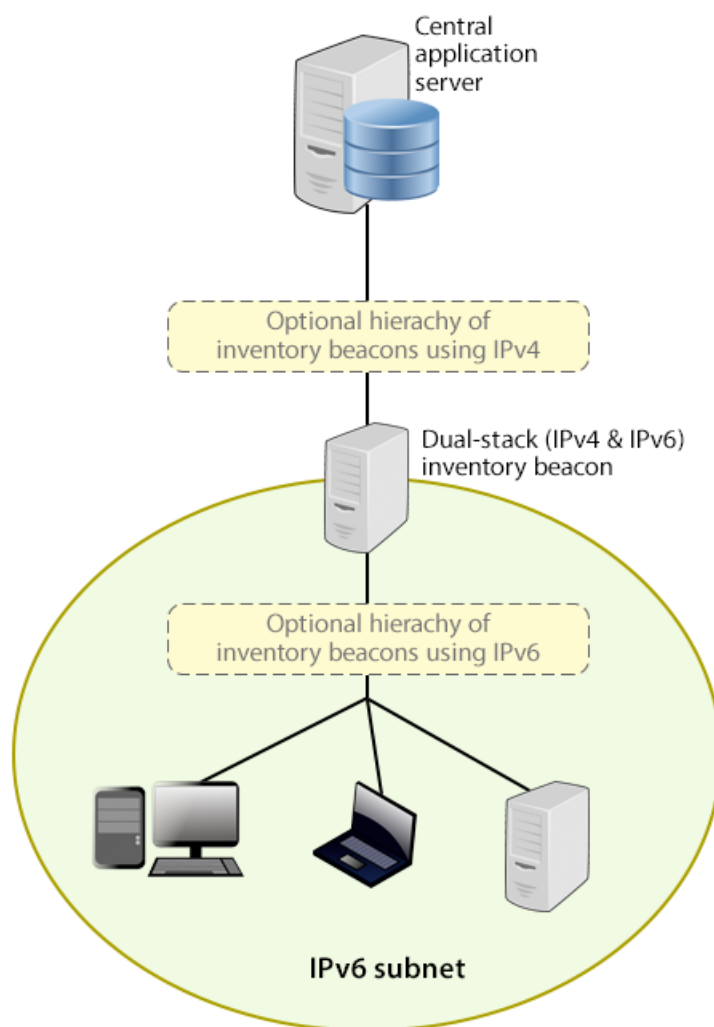 Central
application
server
Optional hierachy of
inventory beacons using IPv4
Dual-stack (IPv4 & IPv6)
inventory beacon
Optional hierachy of
inventory beacons using IPv6
IPv6 subnet